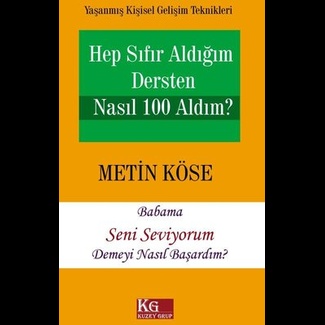 Yaşanmış Kişisel Gelişim Teknikleri
Hep Sıfır Aldığım
Dersten
Nasıl 100 Aldım?
METİN KÖSE
Babama
Seni Seviyorum
Demeyi Nasıl Başardım?
KG
KUZEY GRUP